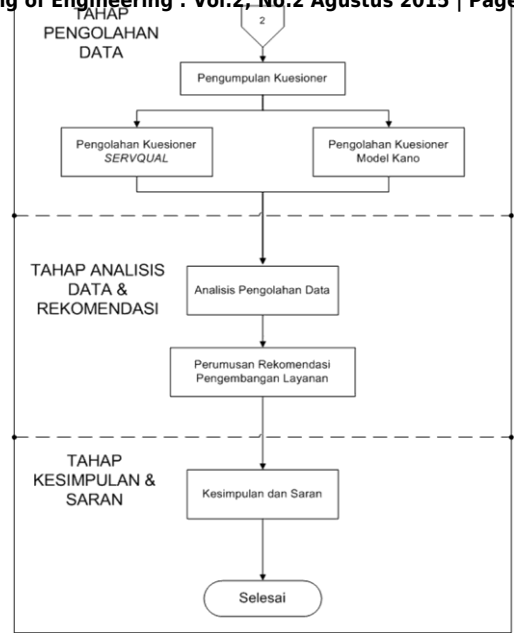 ng of Engineering : Vol.2, No.2 Agustus 2015 | Page
TAHAP
PENGOLAHAN
DATA
2
Pengumpulan Kuesioner
Pengolahan Kuesioner
SERVQUAL
Pengolahan Kuesioner
Model Kano
TAHAP ANALISIS
DATA &
REKOMENDASI
Analisis Pengolahan Data
Perumusan Rekomendasi
Pengembangan Layanan
TAHAP
KESIMPULAN &
SARAN
Kesimpulan dan Saran
Selesai